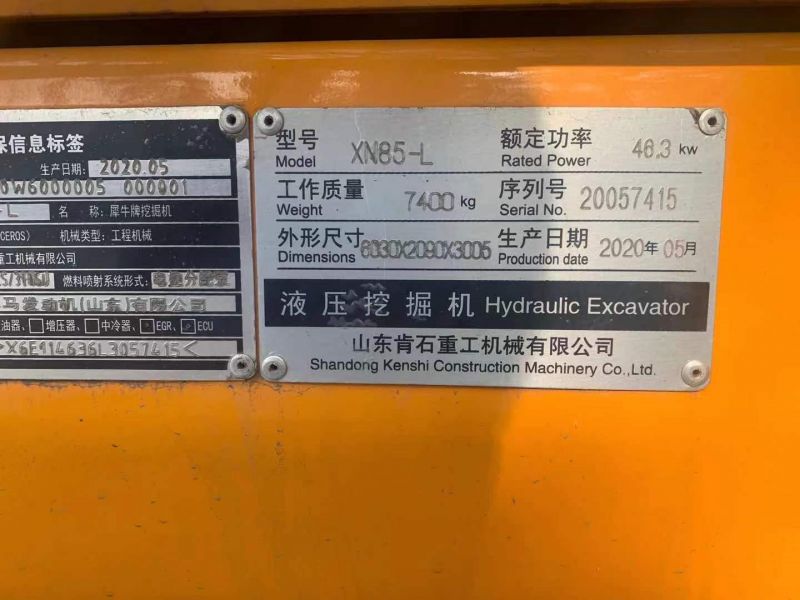 保信息标签
生产日期: 2020.05
0W6000005 000001
-L 名 称: 犀牛牌挖掘机
CEROS) 机械类型: 工程机械
重工机械有限公司
燃料喷射系统形式:
马发动机(山东)有限公司
油器、 增压器、 中冷器、 EGR、 ECU
X6E114636L3057415<
型号 XN85-L 额定功率 46.3 kw
Model Rated Power
工作质量 7400 kg 序列号 20057415
Weight Serial No.
外形尺寸 6030X2090X3005 生产日期 2020年05月
Dimensions Production date
液压挖掘机 Hydraulic Excavator
山东肯石重工机械有限公司
Shandong Kenshi Construction Machinery Co.,Ltd.